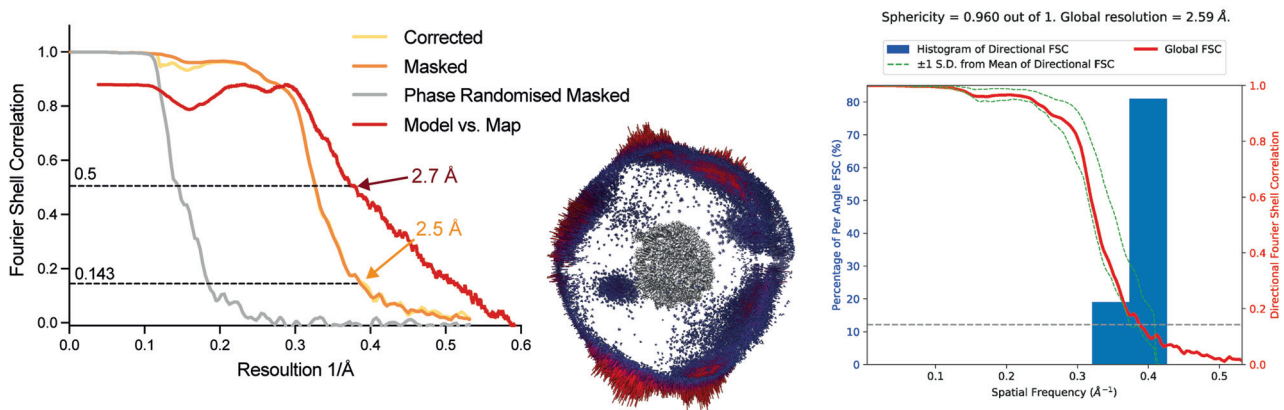 Corrected
Masked
Phase Randomised Masked
Model vs. Map
Fourier Shell Correlation
1.0
0.8
0.6
0.4
0.2
0.0
0.5
0.143
2.7 Å
2.5 Å
0.0 0.1 0.2 0.3 0.4 0.5 0.6
Resoultion 1/Å
Sphericity = 0.960 out of 1. Global resolution = 2.59 Å.
Histogram of Directional FSC
±1 S.D. from Mean of Directional FSC
Global FSC
Percentage of Per Angle FSC (%)
80
70
60
50
40
30
20
10
0
1.0
0.8
0.6
0.4
0.2
0.0
Directional Fourier Shell Correlation
0.1 0.2 0.3 0.4 0.5
Spatial Frequency (Å⁻¹)